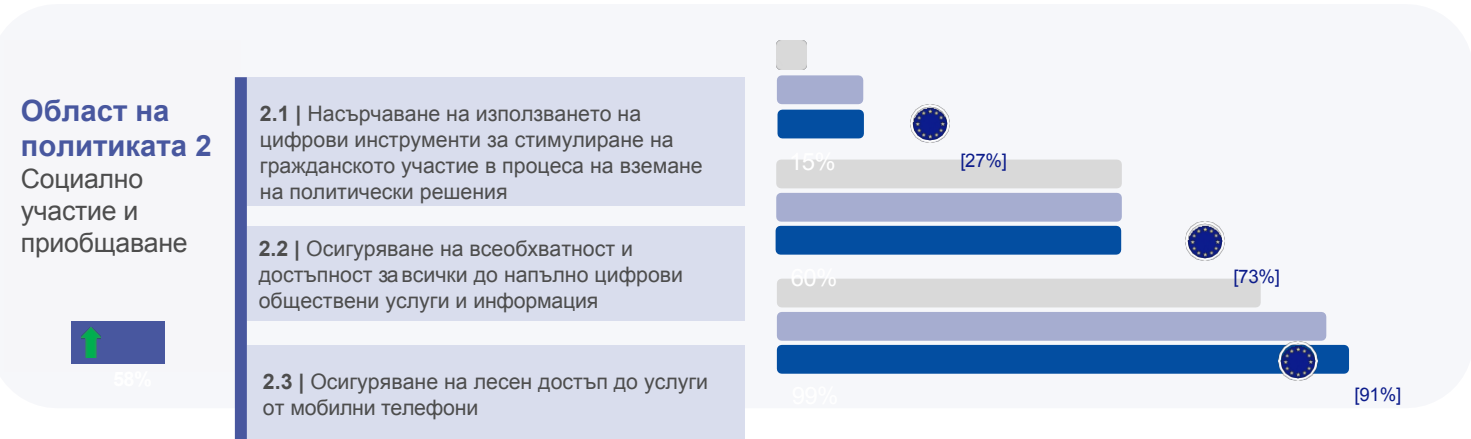 Област на
политиката 2
Социално
участие и
приобщаване
58%
2.1 | Насърчаване на използването на
цифрови инструменти за стимулиране на
гражданското участие в процеса на вземане
на политически решения
15%
[27%]
2.2 | Осигуряване на всеобхватност и
достъпност за всички до напълно цифрови
обществени услуги и информация
60%
[73%]
2.3 | Осигуряване на лесен достъп до услуги
от мобилни телефони
99%
[91%]